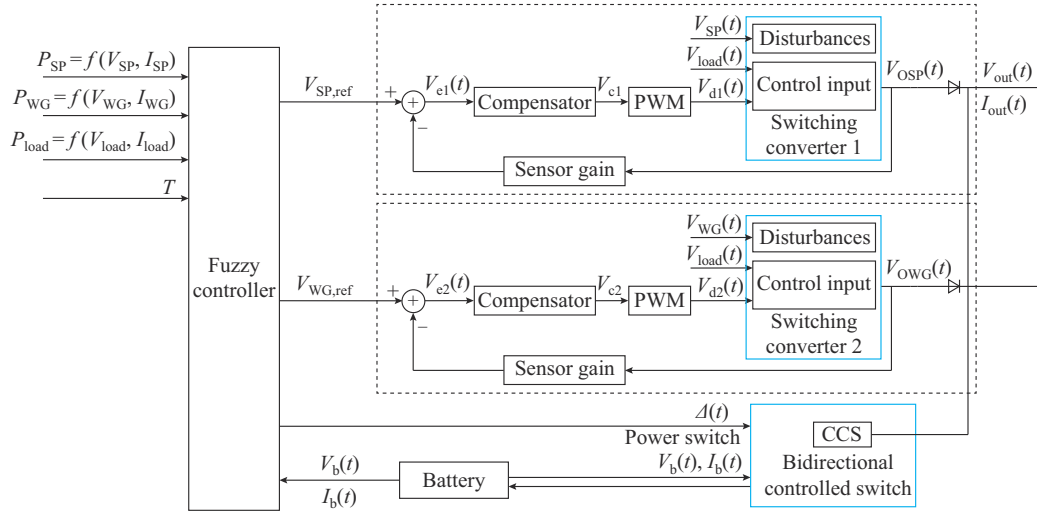 P_SP = f(V_SP, I_SP)
P_WG = f(V_WG, I_WG)
P_load = f(V_load, I_load)
T
Fuzzy
controller
V_SP,ref
+
+
−
V_e1(t)
Compensator
V_c1
PWM
V_SP(t)
V_load(t)
V_d1(t)
Disturbances
Control input
Switching
converter 1
V_OSP(t)
V_out(t)
I_out(t)
Sensor gain
V_WG,ref
+
+
−
V_e2(t)
Compensator
V_c2
PWM
V_WG(t)
V_load(t)
V_d2(t)
Disturbances
Control input
Switching
converter 2
V_OWG(t)
Sensor gain
Δ(t)
Power switch
CCS
Bidirectional
controlled switch
V_b(t)
I_b(t)
Battery
V_b(t), I_b(t)